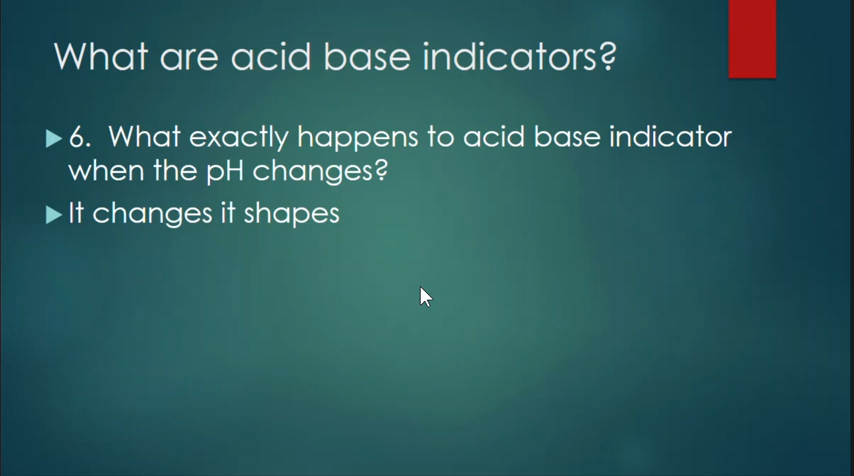 What are acid base indicators?
6. What exactly happens to acid base indicator
when the pH changes?
It changes it shapes